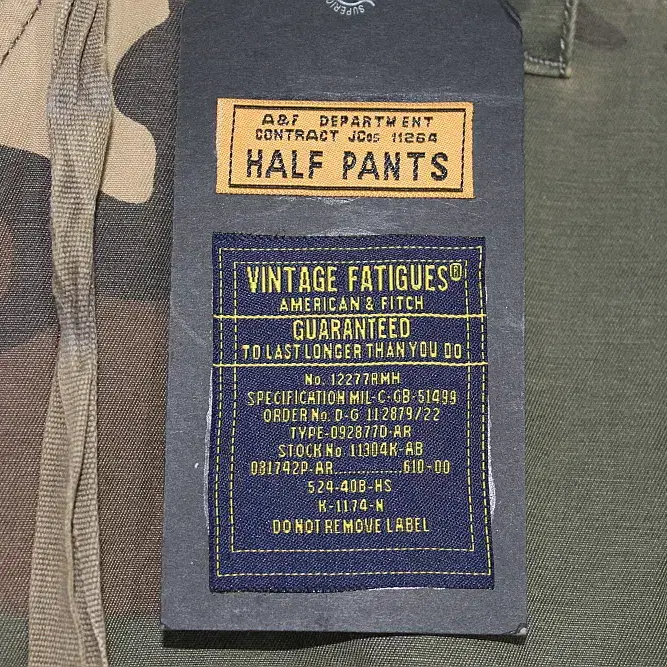 SUPERIO
A&F DEPARTMENT
CONTRACT JCos 11264
HALF PANTS
VINTAGE FATIGUES®
AMERICAN & FITCH
GUARANTEED
TO LAST LONGER THAN YOU DO
No. 12277RMH
SPECIFICATION MIL-C-GB-51499
ORDER No. D-G 112879/22
TYPE-092877D-AR
STOCK No. 11304K-AB
081742P-AR...............610-00
524-40B-HS
K-1174-N
DO NOT REMOVE LABEL